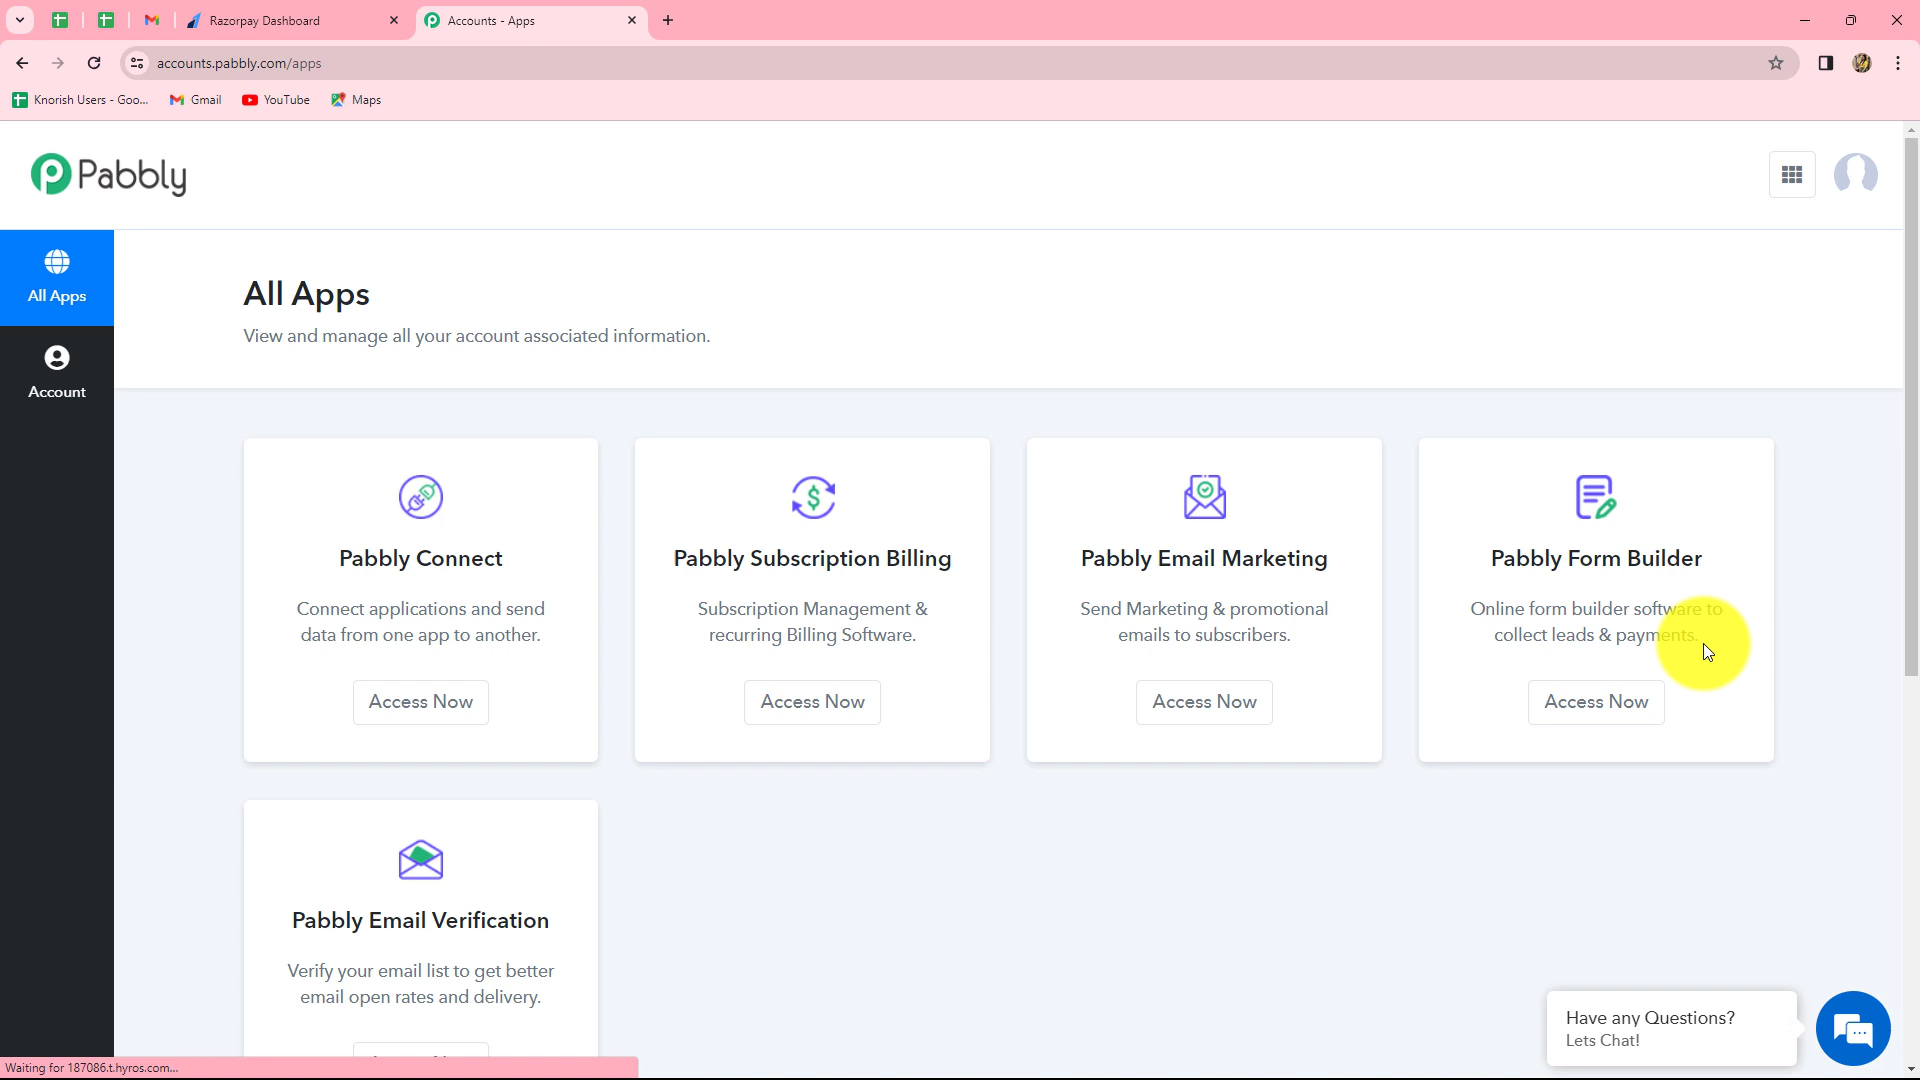 Razorpay Dashboard
Accounts - Apps
accounts.pabbly.com/apps
Knorish Users - Goo...
Gmail
YouTube
Maps
Pabbly
All Apps
Account
All Apps
View and manage all your account associated information.
Pabbly Connect
Connect applications and send
data from one app to another.
Access Now
Pabbly Subscription Billing
Subscription Management &
recurring Billing Software.
Access Now
Pabbly Email Marketing
Send Marketing & promotional
emails to subscribers.
Access Now
Pabbly Form Builder
Online form builder software to
collect leads & payments.
Access Now
Pabbly Email Verification
Verify your email list to get better
email open rates and delivery.
Have any Questions?
Lets Chat!
Waiting for 187086.t.hyros.com...